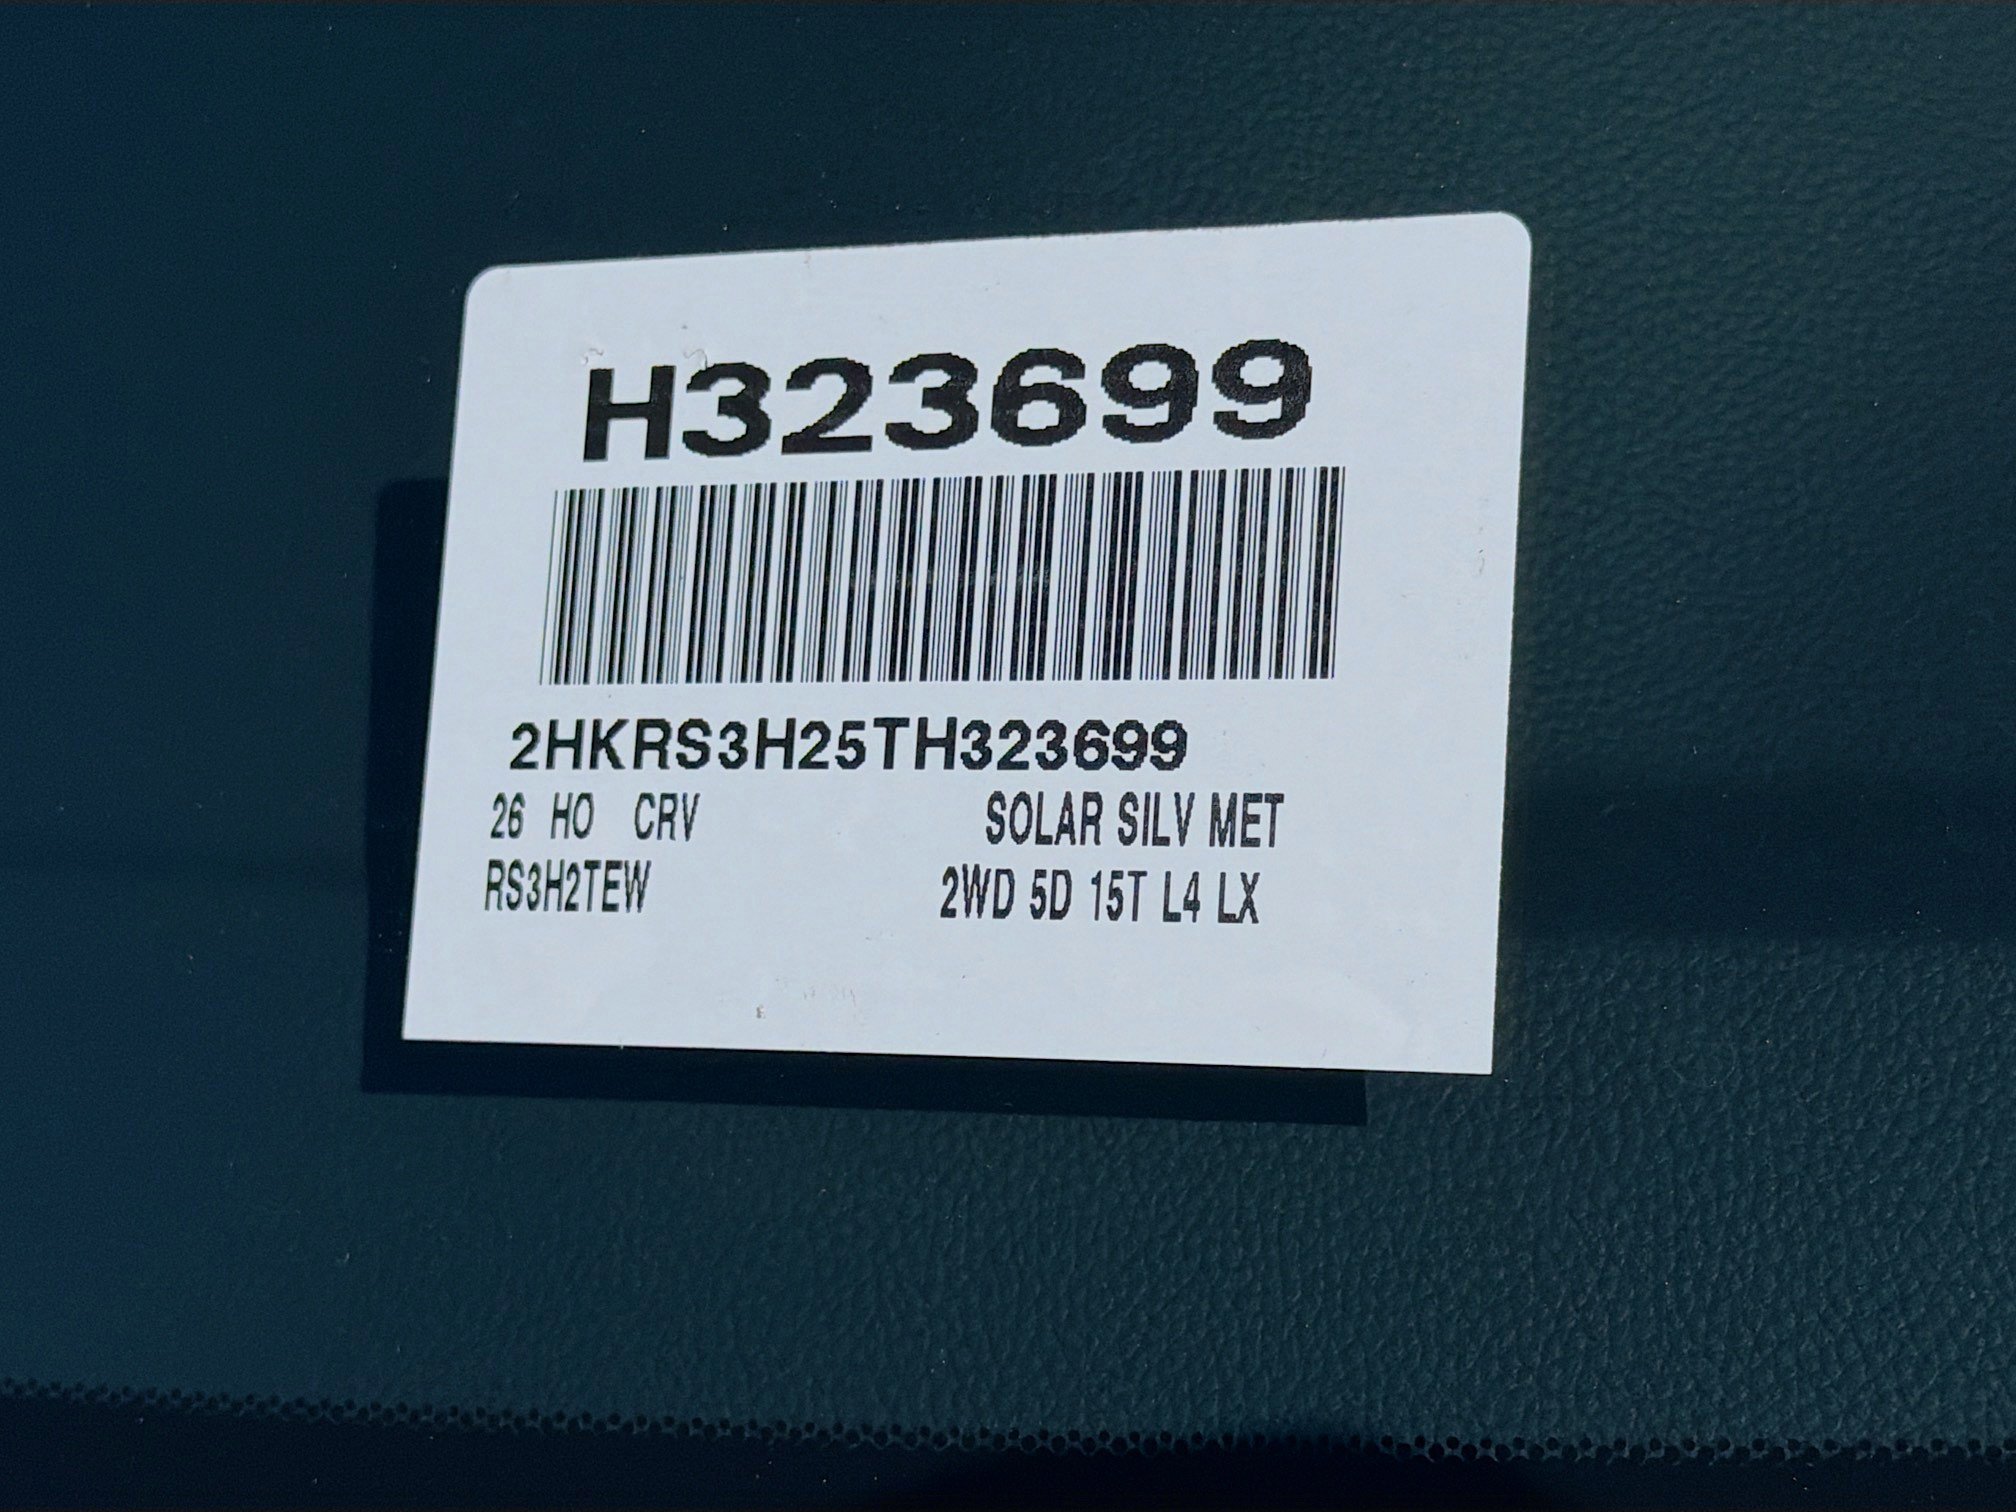 H323699
2HKRS3H25TH323699
26 HO CRV SOLAR SILV MET
RS3H2TEW 2WD 5D 15T L4 LX